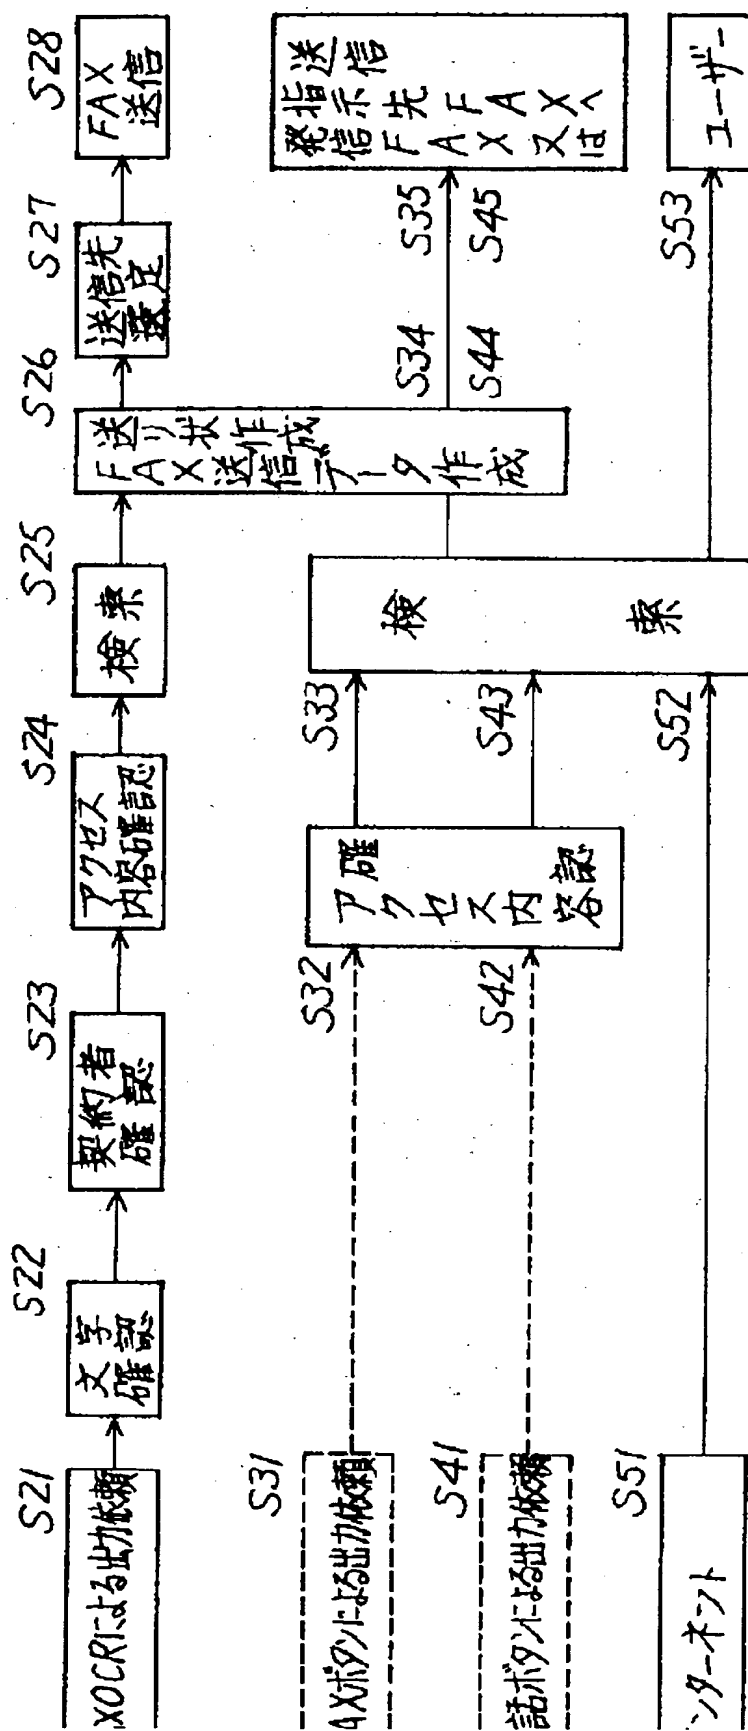 S21
XOCRによる出力依頼
S22
文字
確認
S23
契約者
確認
S24
アクセス
内容確認
S25
検索
S26
送り状作成
FAX送信データ作成
S27
送信先
選定
S28
FAX
送信
S31
AXボタンによる出力依頼
S32
アクセス内容
確認
S33
検索
S34
S35
発信FAX又は
指示先FAXへ
送信
S41
話ボタンによる出力依頼
S42
S43
S44
S45
S51
ンターネット
S52
S53
ユーザー